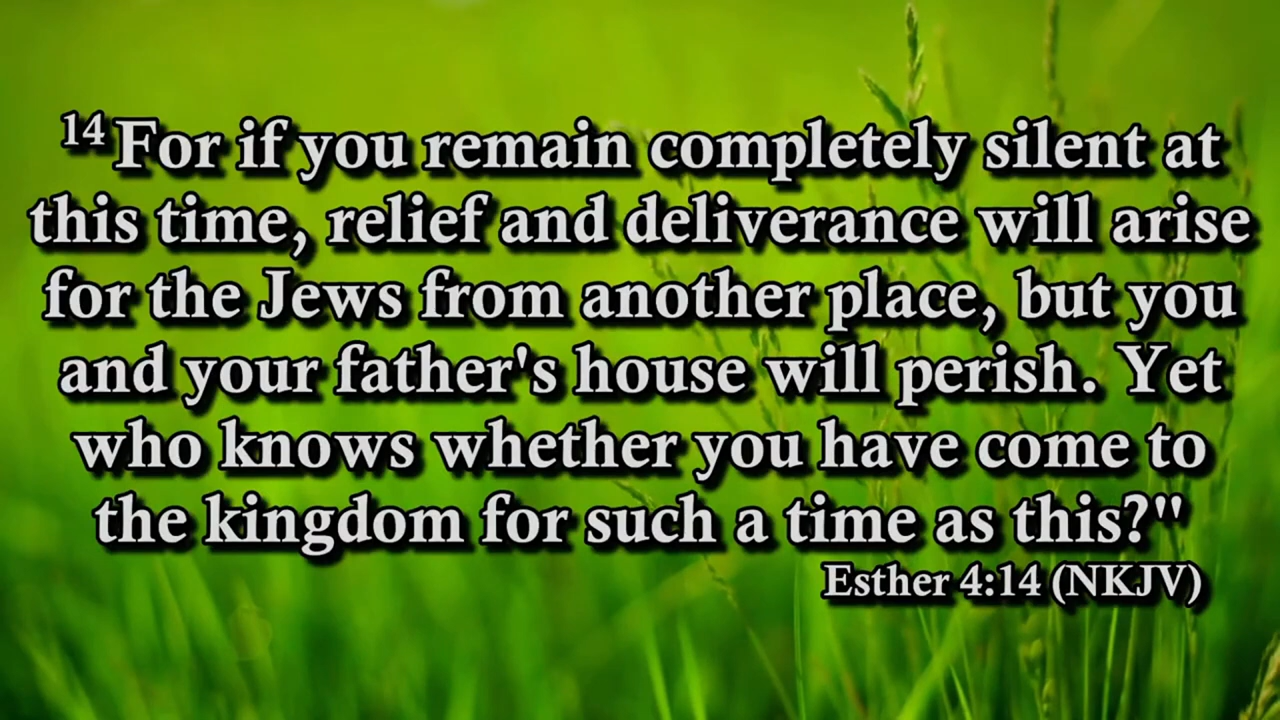 14 For if you remain completely silent at
this time, relief and deliverance will arise
for the Jews from another place, but you
and your father's house will perish. Yet
who knows whether you have come to
the kingdom for such a time as this?"
Esther 4:14 (NKJV)